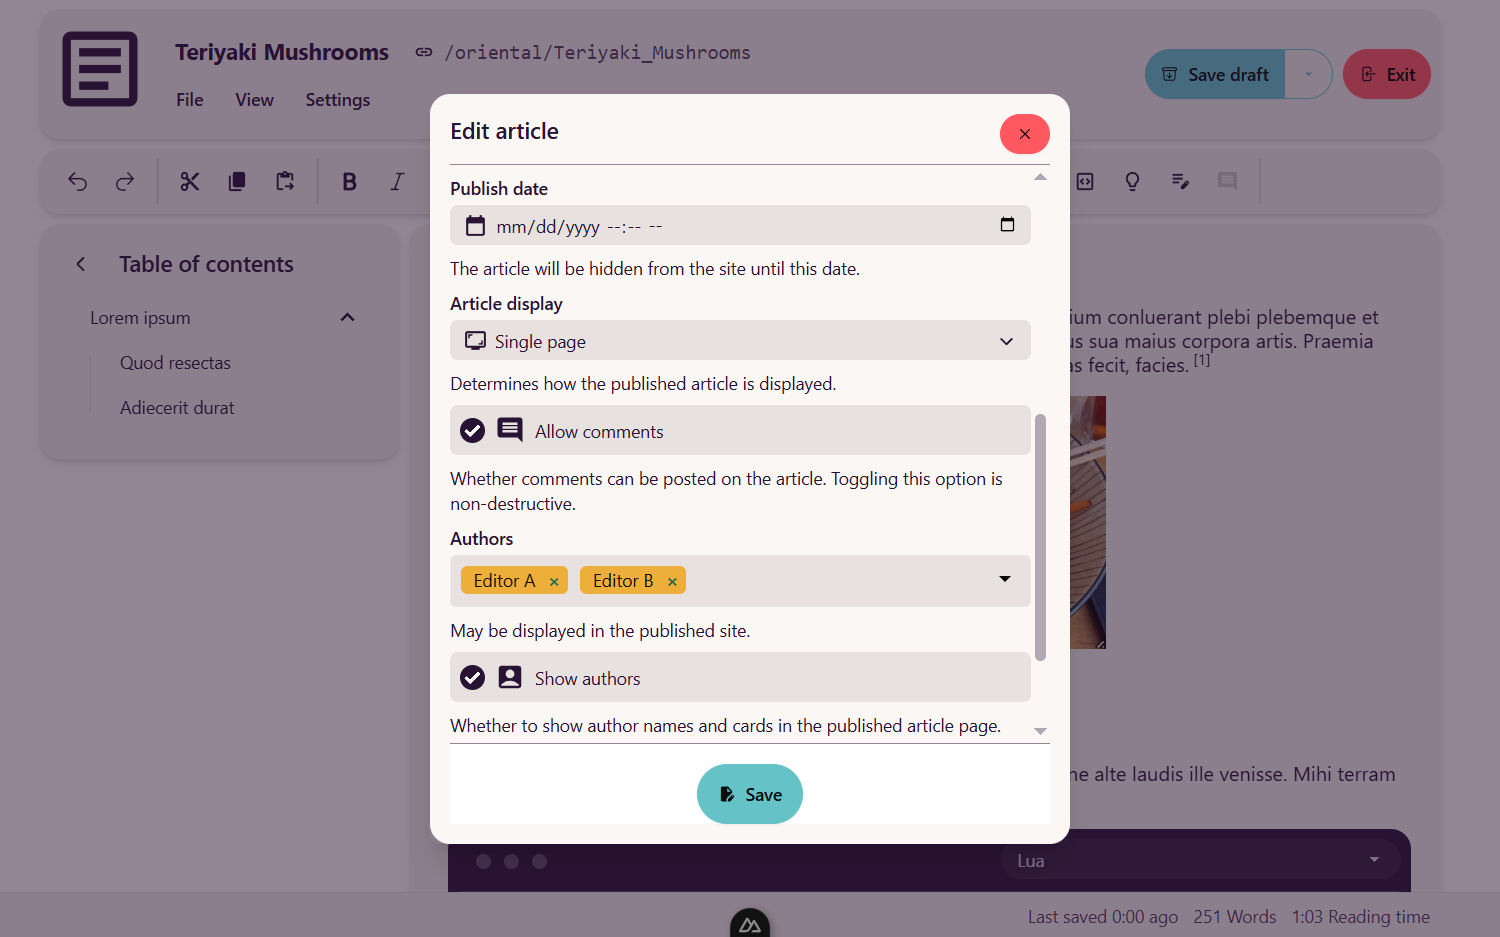 Teriyaki Mushrooms
/oriental/Teriyaki_Mushrooms
File View Settings
Save draft
Exit
B I
Table of contents
Lorem ipsum
Quod resectas
Adiecerit durat
Edit article
Publish date
mm/dd/yyyy --:-- --
The article will be hidden from the site until this date.
Article display
Single page
Determines how the published article is displayed.
Allow comments
Whether comments can be posted on the article. Toggling this option is
non-destructive.
Authors
Editor A ×
Editor B ×
May be displayed in the published site.
Show authors
Whether to show author names and cards in the published article page.
Save
conluerant plebi plebemque et
sua maius corpora artis. Praemia
fecit, facies. [1]
alte laudis ille venisse. Mihi terram
Lua
Last saved 0:00 ago 251 Words 1:03 Reading time